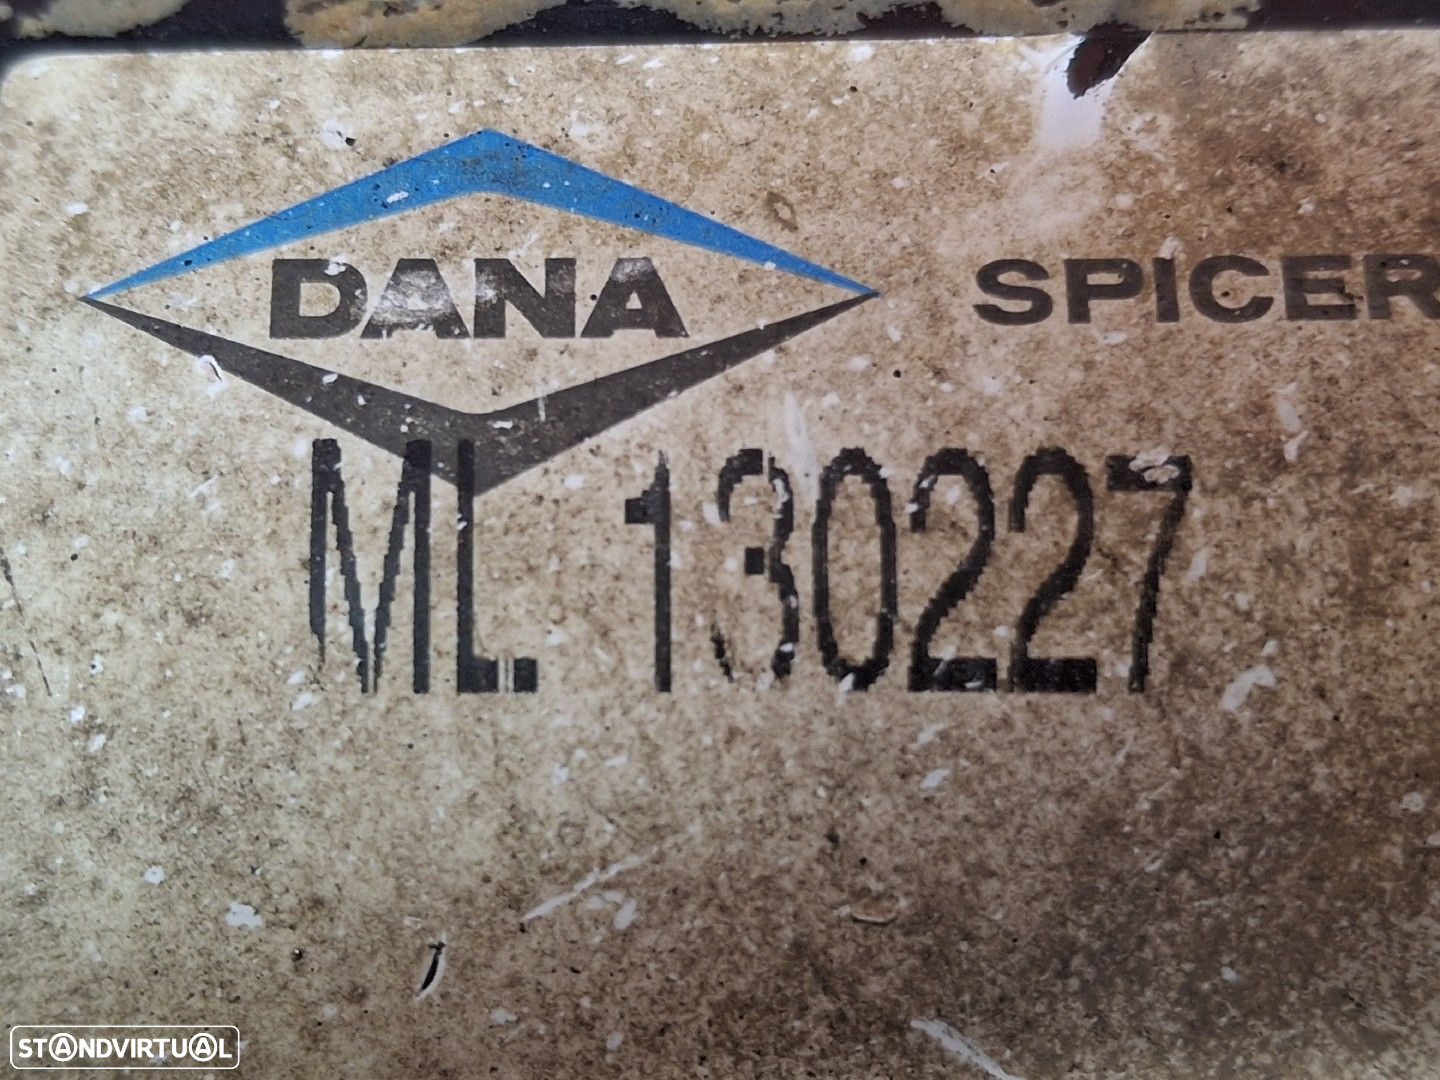 DANA SPICER
ML 130227
STANDVIRTUAL